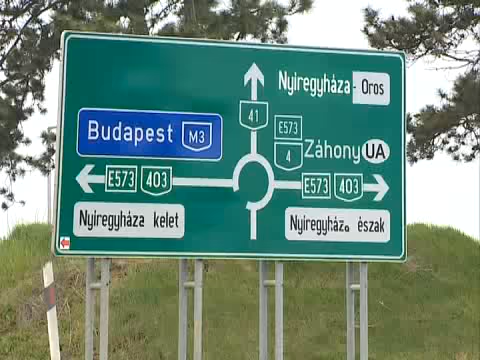 Nyíregyháza - Oros
41
E573
Budapest M3
4 Záhony UA
E573 403
E573 403
Nyíregyháza kelet
Nyíregyháza észak